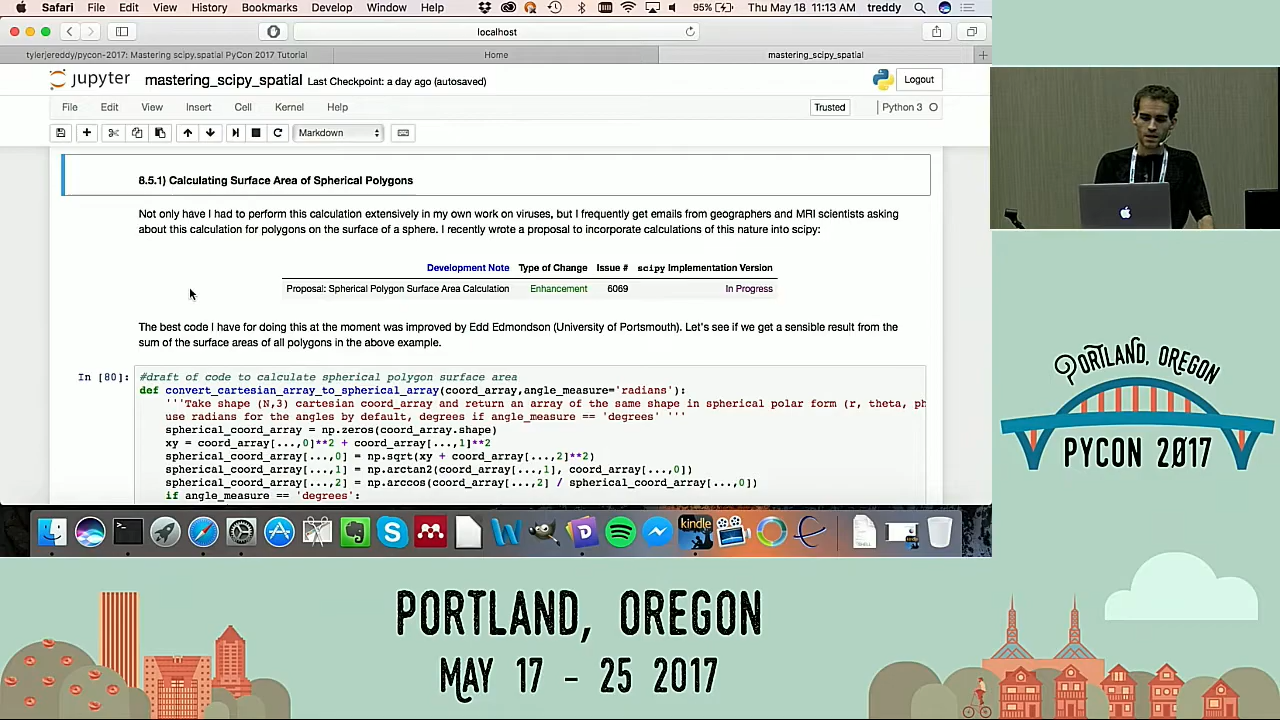 Safari File Edit View History Bookmarks Develop Window Help 95% Thu May 18 11:13 AM treddy
localhost
tylerjereddy/pycon-2017: Mastering scipy.spatial PyCon 2017 Tutorial Home mastering_scipy_spatial
jupyter mastering_scipy_spatial Last Checkpoint: a day ago (autosaved) Logout
File Edit View Insert Cell Kernel Help Trusted Python 3
Markdown
8.5.1) Calculating Surface Area of Spherical Polygons
Not only have I had to perform this calculation extensively in my own work on viruses, but I frequently get emails from geographers and MRI scientists asking
about this calculation for polygons on the surface of a sphere. I recently wrote a proposal to incorporate calculations of this nature into scipy:
Development Note Type of Change Issue # scipy Implementation Version
Proposal: Spherical Polygon Surface Area Calculation Enhancement 6069 In Progress
The best code I have for doing this at the moment was improved by Edd Edmondson (University of Portsmouth). Let's see if we get a sensible result from the
sum of the surface areas of all polygons in the above example.
In [80]: #draft of code to calculate spherical polygon surface area
def convert_cartesian_array_to_spherical_array(coord_array,angle_measure='radians'):
'''Take shape (N,3) cartesian coord_array and return an array of the same shape in spherical polar form (r, theta, ph
use radians for the angles by default, degrees if angle_measure == 'degrees' '''
spherical_coord_array = np.zeros(coord_array.shape)
xy = coord_array[...,0]**2 + coord_array[...,1]**2
spherical_coord_array[...,0] = np.sqrt(xy + coord_array[...,2]**2)
spherical_coord_array[...,1] = np.arctan2(coord_array[...,1], coord_array[...,0])
spherical_coord_array[...,2] = np.arccos(coord_array[...,2] / spherical_coord_array[...,0])
if angle_measure == 'degrees':
kindle
PORTLAND, OREGON
PYCON 2017
PORTLAND, OREGON
MAY 17 - 25 2017